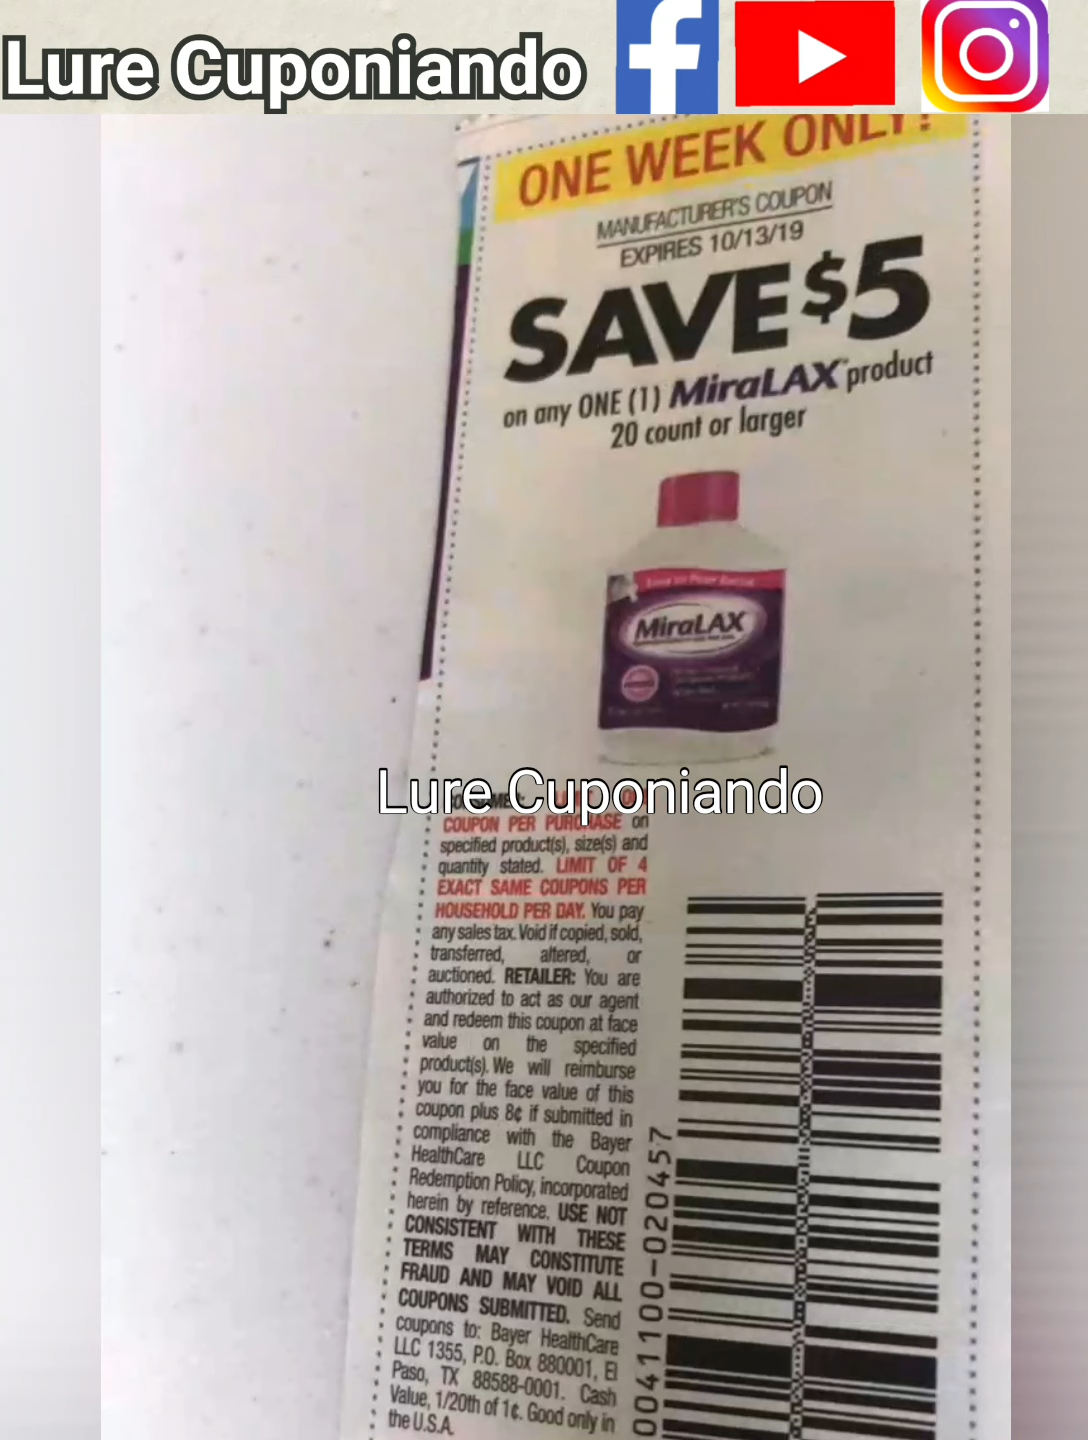 Lure Cuponiando
ONE WEEK ONLY!
MANUFACTURER'S COUPON
EXPIRES 10/13/19
SAVE $5
on any ONE (1) MiraLAX® product
20 count or larger
MiraLAX
Lure Cuponiando
COUPON PER PURCHASE on
specified product(s), size(s) and
quantity stated. LIMIT OF 4
EXACT SAME COUPONS PER
HOUSEHOLD PER DAY. You pay
any sales tax. Void if copied, sold,
transferred, altered, or
auctioned. RETAILER: You are
authorized to act as our agent
and redeem this coupon at face
value on the specified
product(s). We will reimburse
you for the face value of this
coupon plus 8¢ if submitted in
compliance with the Bayer
HealthCare LLC Coupon
Redemption Policy, incorporated
herein by reference. USE NOT
CONSISTENT WITH THESE
TERMS MAY CONSTITUTE
FRAUD AND MAY VOID ALL
COUPONS SUBMITTED. Send
coupons to: Bayer HealthCare
LLC 1355, P.O. Box 880001, El
Paso, TX 88588-0001. Cash
Value, 1/20th of 1¢. Good only in
the U.S.A.
0041100-020457